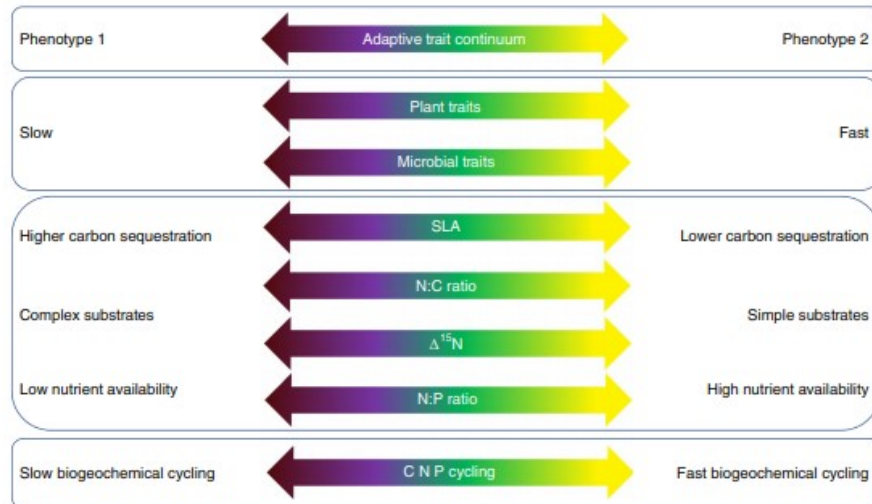 Phenotype 1
Adaptive trait continuum
Phenotype 2
Plant traits
Slow
Fast
Microbial traits
SLA
Higher carbon sequestration
Lower carbon sequestration
N:C ratio
Complex substrates
Simple substrates
Δ¹⁵N
Low nutrient availability
High nutrient availability
N:P ratio
Slow biogeochemical cycling
C N P cycling
Fast biogeochemical cycling